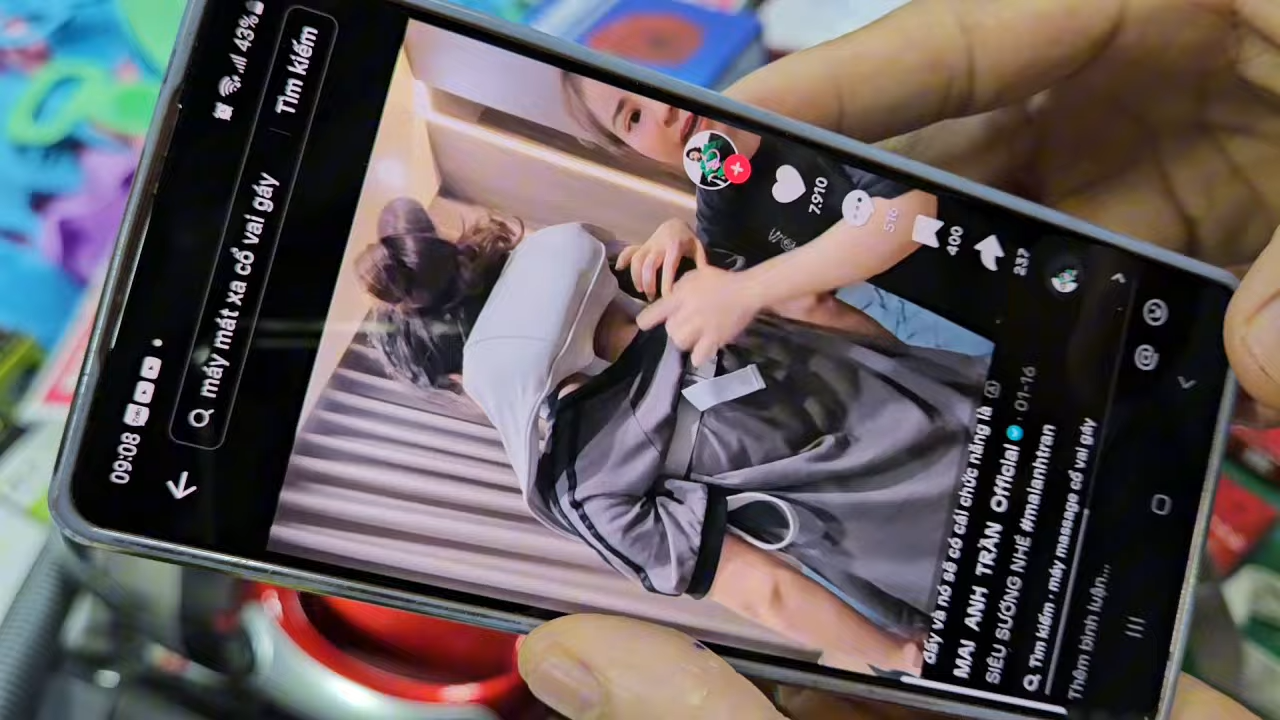 09:08
43%
máy mát xa cổ vai gáy
Tìm kiếm
7.910
516
400
237
đấy và nó sẽ có cái chức năng là
MAI ANH TRẦN Official 01-16
SIÊU SƯỚNG NHÉ #maianhtran
Tìm kiếm · máy massage cổ vai gáy
Thêm bình luận...